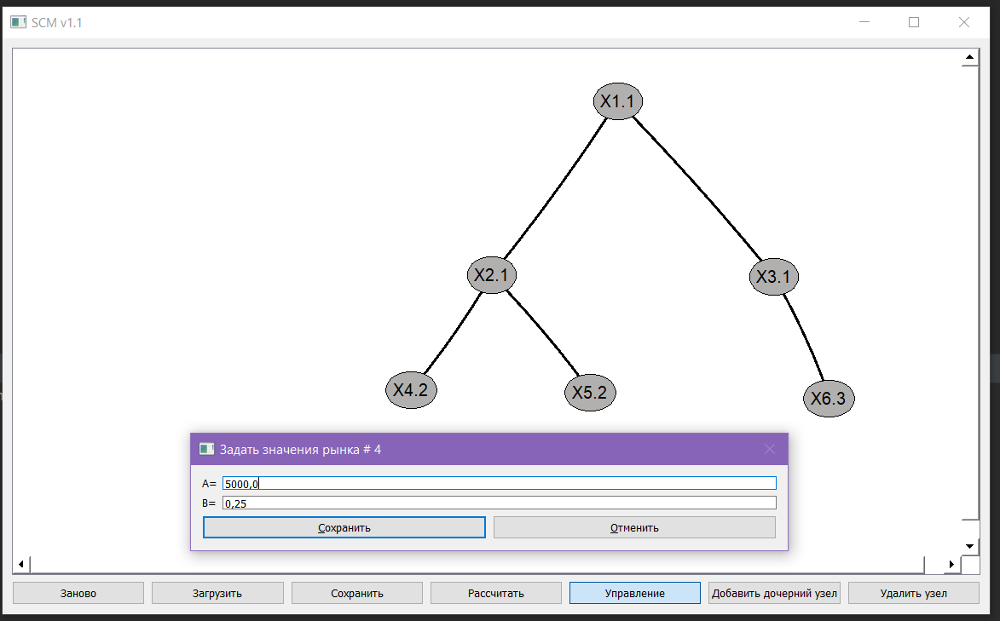 SCM v1.1
X1.1
X2.1
X3.1
X4.2
X5.2
X6.3
Задать значения рынка # 4
A= 5000,0
B= 0,25
Сохранить Отменить
Заново Загрузить Сохранить Рассчитать Управление Добавить дочерний узел Удалить узел